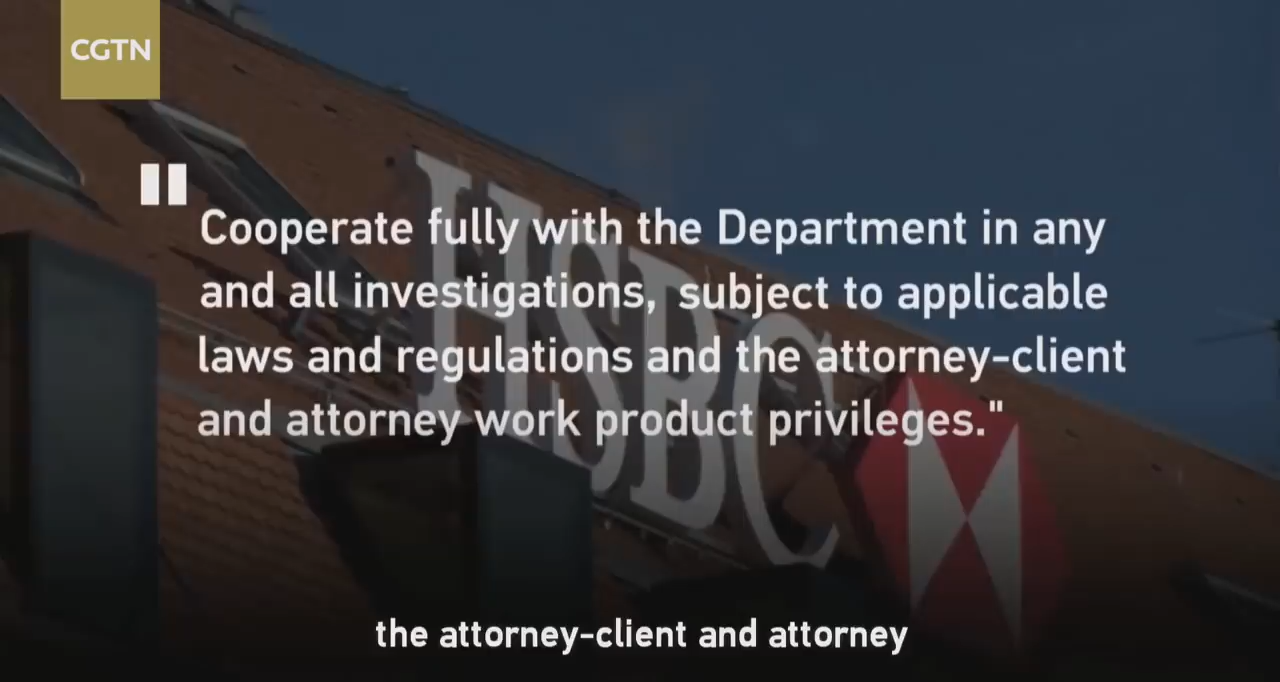 CGTN
"
Cooperate fully with the Department in any
and all investigations, subject to applicable
laws and regulations and the attorney-client
and attorney work product privileges."
HSBC
the attorney-client and attorney